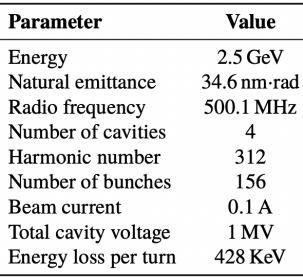 Parameter Value
Energy 2.5 GeV
Natural emittance 34.6 nm·rad
Radio frequency 500.1 MHz
Number of cavities 4
Harmonic number 312
Number of bunches 156
Beam current 0.1 A
Total cavity voltage 1 MV
Energy loss per turn 428 KeV